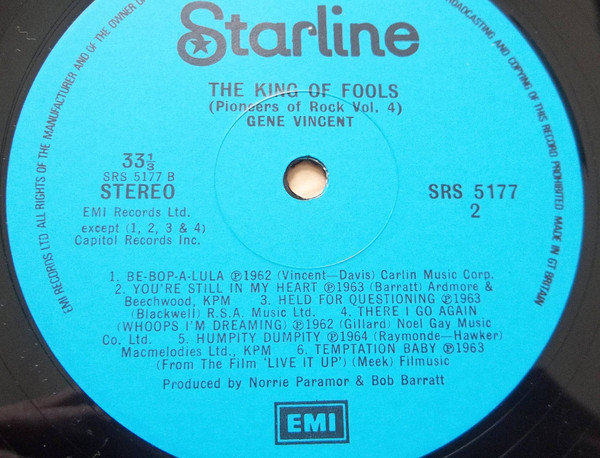 Starline
THE KING OF FOOLS
(Pioneers of Rock Vol. 4)
GENE VINCENT
33⅓
SRS 5177 B
STEREO
SRS 5177
2
EMI Records Ltd.
except (1, 2, 3 & 4)
Capitol Records Inc.
1. BE-BOP-A-LULA ℗1962 (Vincent—Davis) Carlin Music Corp.
2. YOU'RE STILL IN MY HEART ℗1963 (Barratt) Ardmore &
Beechwood, KPM 3. HELD FOR QUESTIONING ℗1963
(Blackwell) R.S.A. Music Ltd. 4. THERE I GO AGAIN
(WHOOPS I'M DREAMING) ℗1962 (Gillard) Noel Gay Music
Co. Ltd. 5. HUMPITY DUMPITY ℗1964 (Raymonde—Hawker)
Macmelodies Ltd., KPM 6. TEMPTATION BABY ℗1963
(From The Film 'LIVE IT UP') (Meek) Filmusic
Produced by Norrie Paramor & Bob Barratt
EMI
EMI RECORDS LTD ALL RIGHTS OF THE MANUFACTURER AND OF THE OWNER OF
BROADCASTING AND COPYING OF THIS RECORD PROHIBITED MADE IN GT BRITAIN